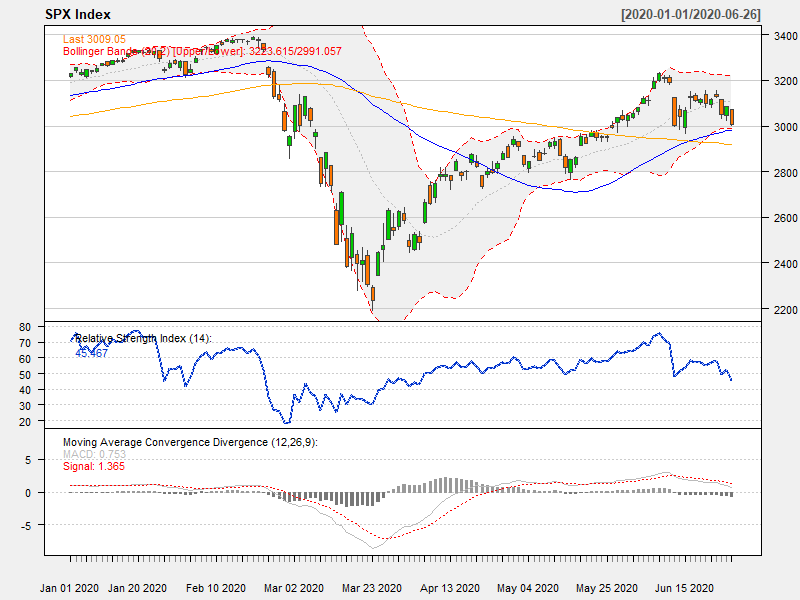 SPX Index
[2020-01-01/2020-06-26]
Last 3009.05
Bollinger Bands (20,2) [Upper/Lower]: 3223.615/2991.057
3400
3200
3000
2800
2600
2400
2200
Relative Strength Index (14):
45.467
80
70
60
50
40
30
20
Moving Average Convergence Divergence (12,26,9):
MACD: 0.753
Signal: 1.365
5
0
-5
Jan 01 2020 Jan 20 2020 Feb 10 2020 Mar 02 2020 Mar 23 2020 Apr 13 2020 May 04 2020 May 25 2020 Jun 15 2020